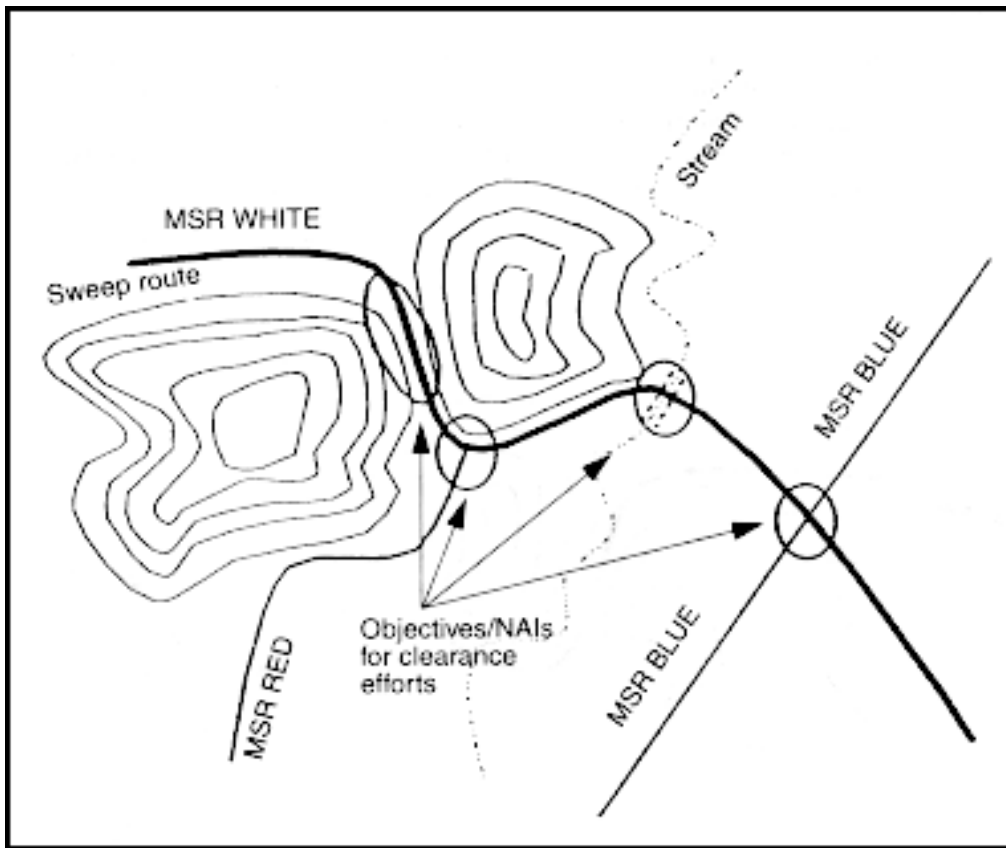 Stream
MSR WHITE
Sweep route
MSR BLUE
Objectives/NAIs
for clearance
efforts
MSR RED
MSR BLUE